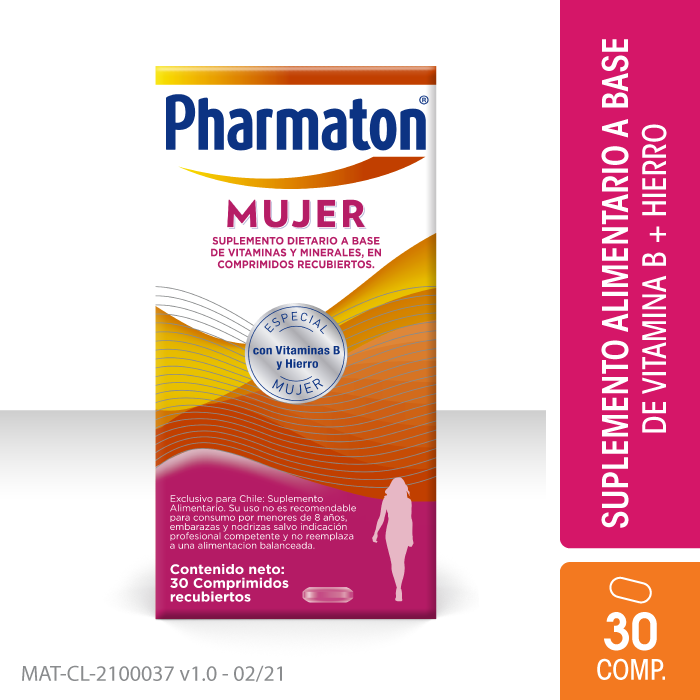 Pharmaton®
MUJER
SUPLEMENTO DIETARIO A BASE
DE VITAMINAS Y MINERALES, EN
COMPRIMIDOS RECUBIERTOS.
ESPECIAL
con Vitaminas B
y Hierro
MUJER
Exclusivo para Chile: Suplemento
Alimentario. Su uso no es recomendable
para consumo por menores de 8 años,
embarazas y nodrizas salvo indicación
profesional competente y no reemplaza
a una alimentacion balanceada.
Contenido neto:
30 Comprimidos
recubiertos
SUPLEMENTO ALIMENTARIO A BASE
DE VITAMINA B + HIERRO
30
COMP.
MAT-CL-2100037 v1.0 - 02/21